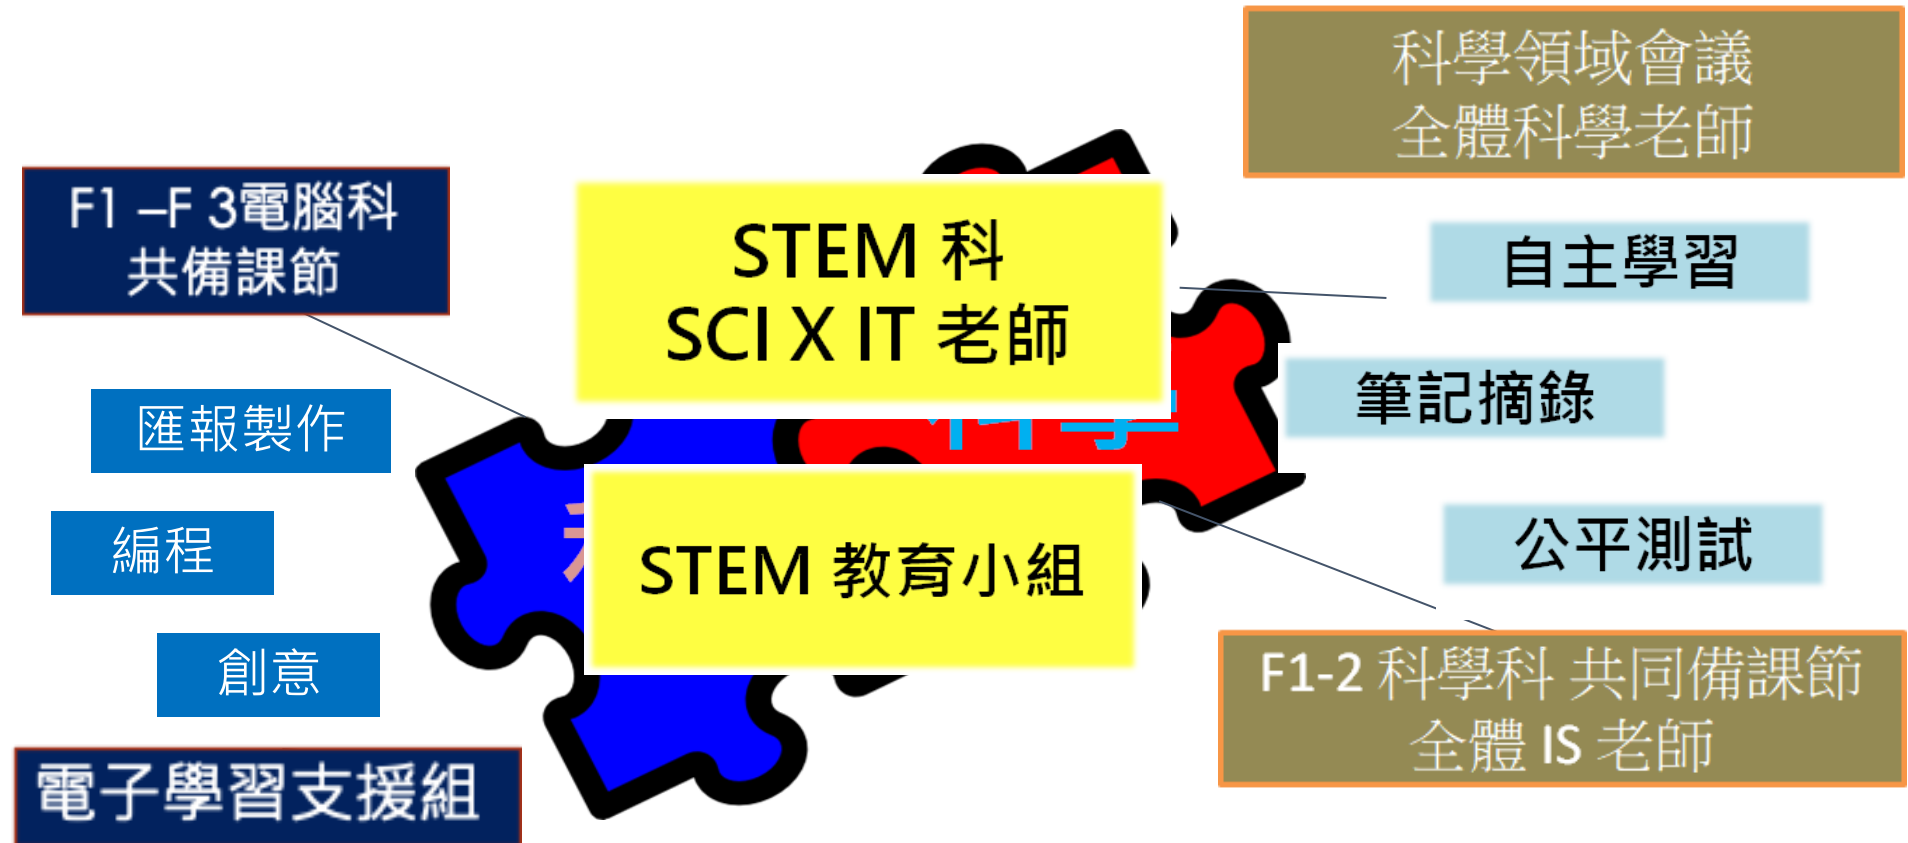 科學領域會議
全體科學老師
F1 –F 3電腦科
共備課節
STEM 科
SCI X IT 老師
自主學習
筆記摘錄
科學
匯報製作
編程
STEM 教育小組
公平測試
創意
F1-2 科學科 共同備課節
全體 IS 老師
電子學習支援組